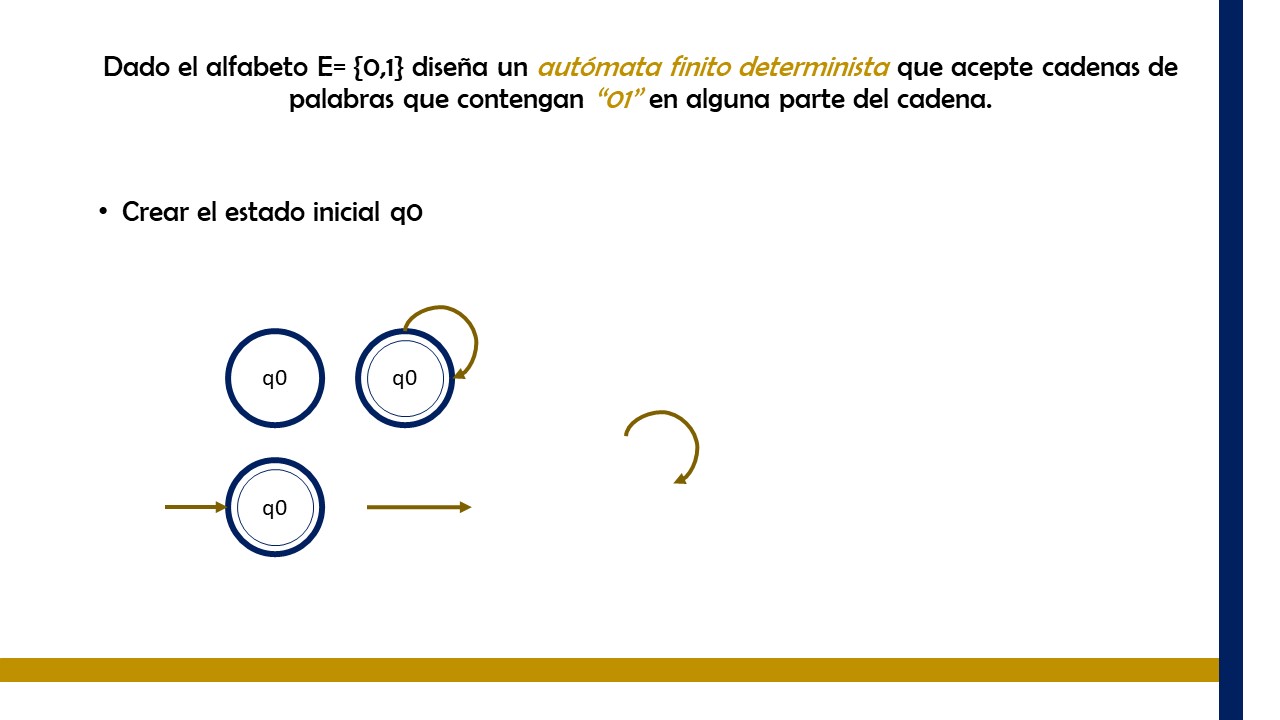 Dado el alfabeto E= {0,1} diseña un autómata finito determinista que acepte cadenas de
palabras que contengan “01” en alguna parte del cadena.
• Crear el estado inicial q0
q0
q0
q0